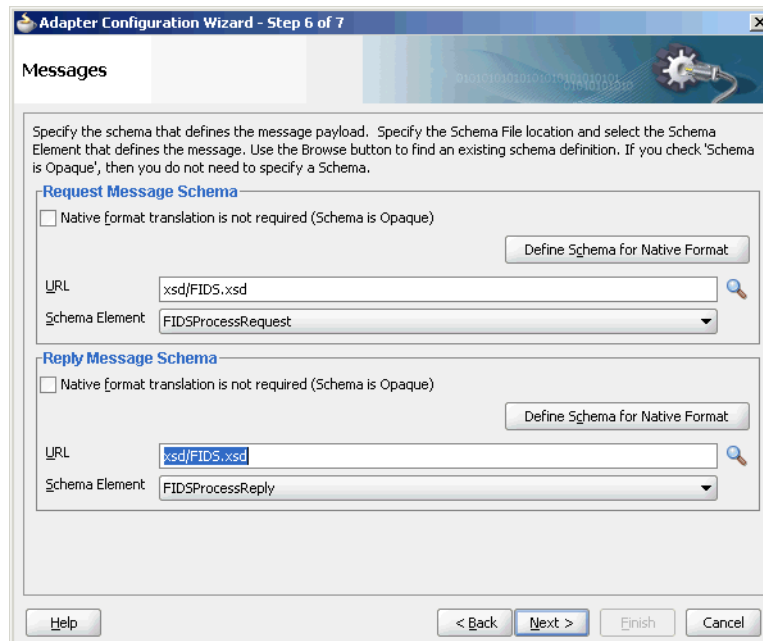 Adapter Configuration Wizard - Step 6 of 7
Messages
Specify the schema that defines the message payload. Specify the Schema File location and select the Schema
Element that defines the message. Use the Browse button to find an existing schema definition. If you check 'Schema
is Opaque', then you do not need to specify a Schema.
Request Message Schema
Native format translation is not required (Schema is Opaque)
Define Schema for Native Format
URL xsd/FIDS.xsd
Schema Element FIDSProcessRequest
Reply Message Schema
Native format translation is not required (Schema is Opaque)
Define Schema for Native Format
URL xsd/FIDS.xsd
Schema Element FIDSProcessReply
Help < Back Next > Finish Cancel